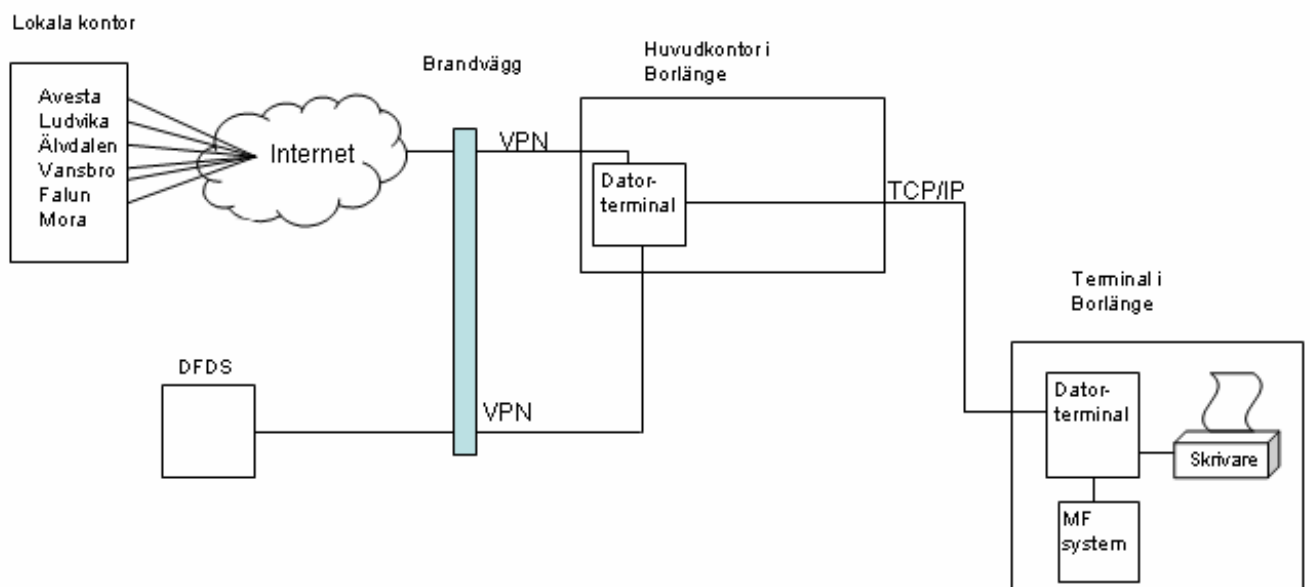 Lokala kontor
Avesta
Ludvika
Älvdalen
Vansbro
Falun
Mora
Internet
Brandvägg
VPN
Huvudkontor i
Borlänge
Dator-
terminal
TCP/IP
DFDS
VPN
Terminal i
Borlänge
Dator-
terminal
Skrivare
MF
system